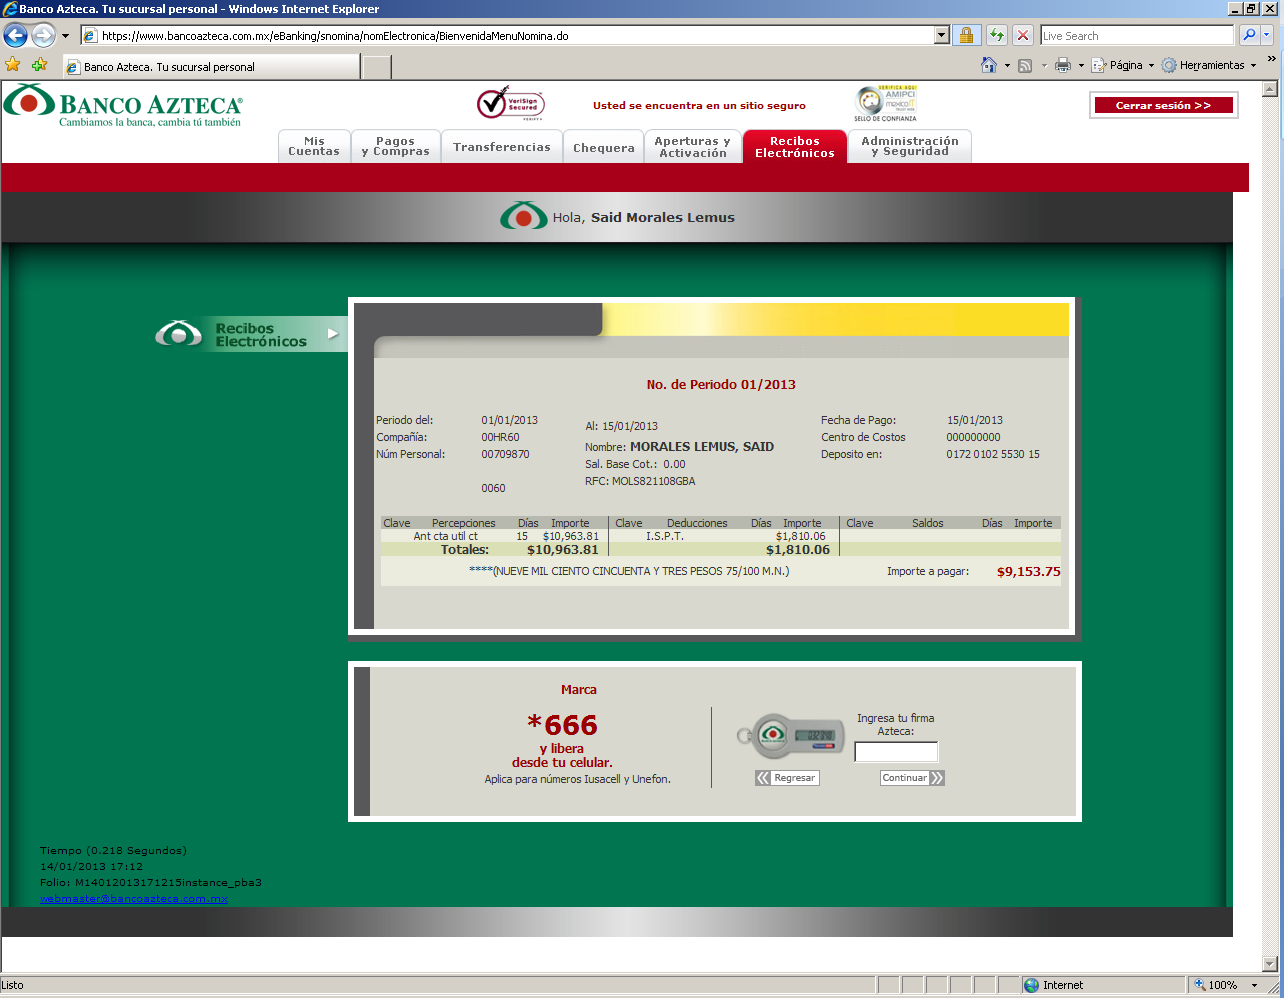 Banco Azteca. Tu sucursal personal - Windows Internet Explorer
https://www.bancoazteca.com.mx/eBanking/snomina/nomElectronica/BienvenidaMenuNomina.do
Live Search
Banco Azteca. Tu sucursal personal
Página
Herramientas
BANCO AZTECA
Cambiamos la banca, cambia tú también
VeriSign Secured
VERIFY
Usted se encuentra en un sitio seguro
VERIFICA AQUI
AMIPCI
SELLO DE CONFIANZA
Cerrar sesión >>
Mis Cuentas
Pagos y Compras
Transferencias
Chequera
Aperturas y Activación
Recibos Electrónicos
Administración y Seguridad
Hola, Said Morales Lemus
Recibos
Electrónicos
No. de Periodo 01/2013
Periodo del: 01/01/2013 Al: 15/01/2013 Fecha de Pago: 15/01/2013
Compañía: 00HR60 Nombre: MORALES LEMUS, SAID Centro de Costos 000000000
Núm Personal: 00709870 Sal. Base Cot.: 0.00 Deposito en: 0172 0102 5530 15
0060 RFC: MOLS821108GBA
Clave Percepciones Días Importe Clave Deducciones Días Importe Clave Saldos Días Importe
Ant cta util ct 15 $10,963.81 I.S.P.T. $1,810.06
Totales: $10,963.81 $1,810.06
****(NUEVE MIL CIENTO CINCUENTA Y TRES PESOS 75/100 M.N.) Importe a pagar: $9,153.75
Marca
*666
y libera
desde tu celular.
Aplica para números Iusacell y Unefon.
Ingresa tu firma
Azteca:
Regresar
Continuar
Tiempo (0.218 Segundos)
14/01/2013 17:12
Folio: M14012013171215instance_pba3
webmaster@bancoazteca.com.mx
Listo
Internet
100%